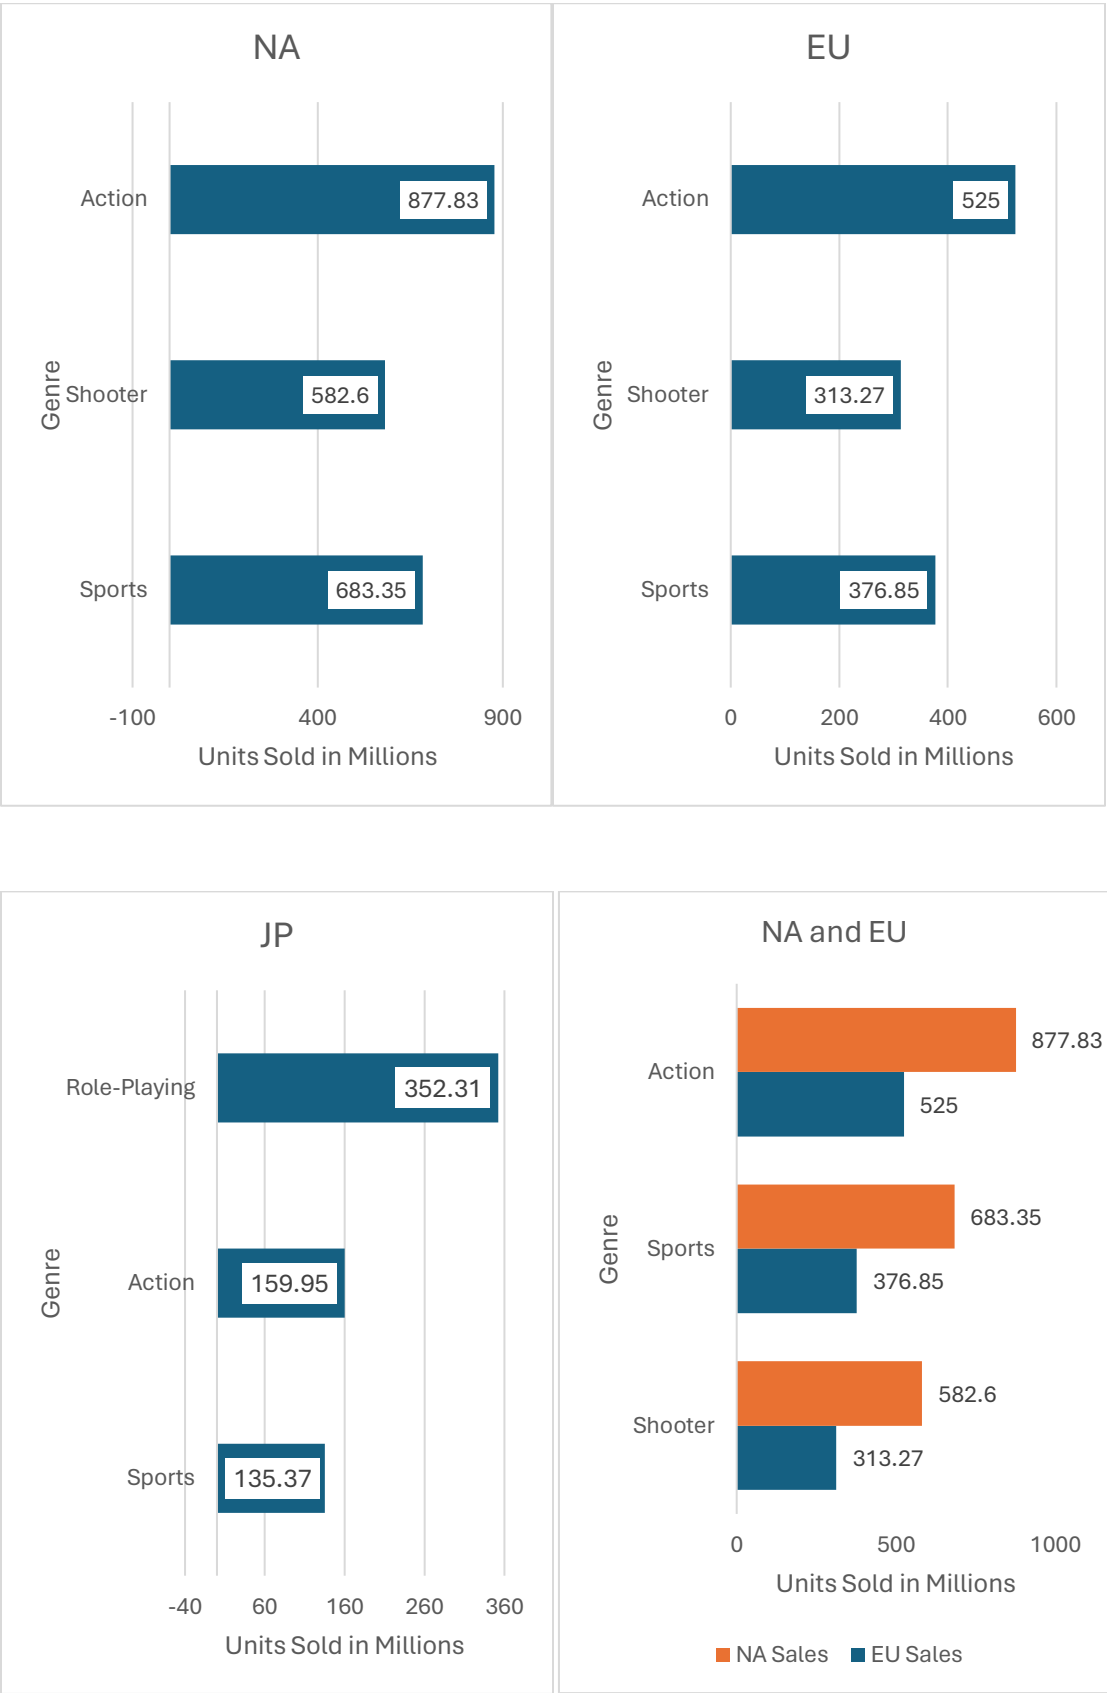 NA
Action
877.83
Genre
Shooter
582.6
Sports
683.35
-100 400 900
Units Sold in Millions
EU
Action
525
Genre
Shooter
313.27
Sports
376.85
0 200 400 600
Units Sold in Millions
JP
Role-Playing
352.31
Genre
Action
159.95
Sports
135.37
-40 60 160 260 360
Units Sold in Millions
NA and EU
877.83
Action
525
683.35
Genre
Sports
376.85
582.6
Shooter
313.27
0 500 1000
Units Sold in Millions
NA Sales EU Sales